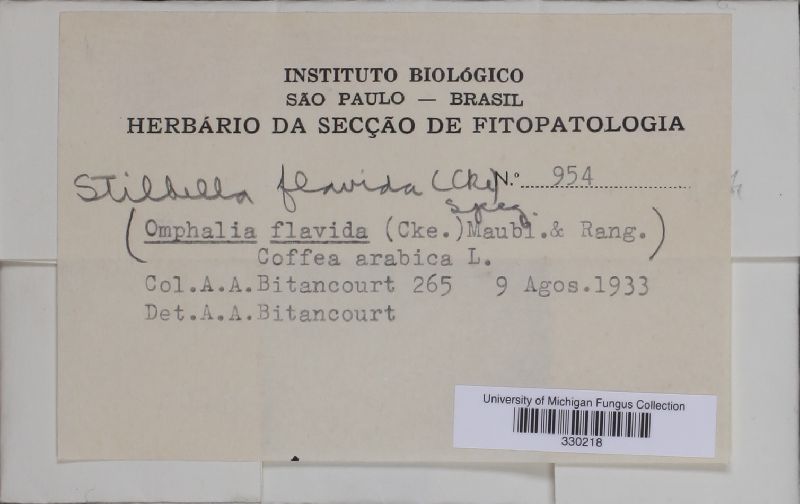 INSTITUTO BIOLóGICO
SÃO PAULO — BRASIL
HERBÁRIO DA SECÇÃO DE FITOPATOLOGIA
Stilbella flavida (Cke) N.º 954
Speg.
(Omphalia flavida (Cke.)Maubl.& Rang.)
Coffea arabica L.
Col.A.A.Bitancourt 265 9 Agos.1933
Det.A.A.Bitancourt
University of Michigan Fungus Collection
330218